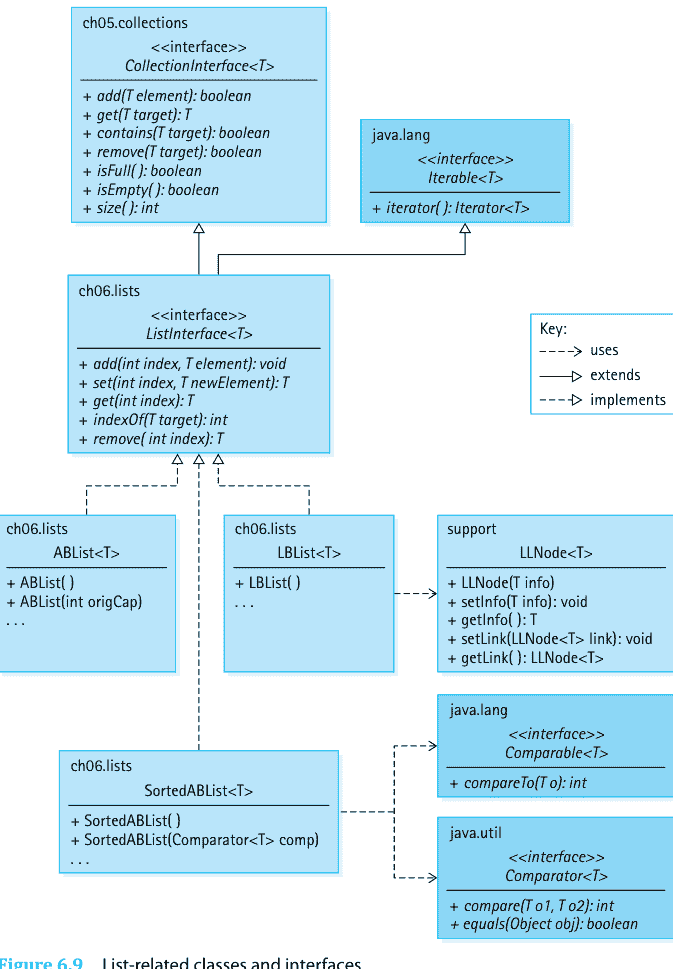 ch05.collections
<<interface>>
CollectionInterface<T>
+ add(T element): boolean
+ get(T target): T
+ contains(T target): boolean
+ remove(T target): boolean
+ isFull( ): boolean
+ isEmpty( ): boolean
+ size( ): int
java.lang
<<interface>>
Iterable<T>
+ iterator( ): Iterator<T>
ch06.lists
<<interface>>
ListInterface<T>
+ add(int index, T element): void
+ set(int index, T newElement): T
+ get(int index): T
+ indexOf(T target): int
+ remove( int index): T
Key:
uses
extends
implements
ch06.lists
ABList<T>
+ ABList( )
+ ABList(int origCap)
. . .
ch06.lists
LBList<T>
+ LBList( )
. . .
support
LLNode<T>
+ LLNode(T info)
+ setInfo(T info): void
+ getInfo( ): T
+ setLink(LLNode<T> link): void
+ getLink( ): LLNode<T>
ch06.lists
SortedABList<T>
+ SortedABList( )
+ SortedABList(Comparator<T> comp)
. . .
java.lang
<<interface>>
Comparable<T>
+ compareTo(T o): int
java.util
<<interface>>
Comparator<T>
+ compare(T o1, T o2): int
+ equals(Object obj): boolean
Figure 6.9 List-related classes and interfaces